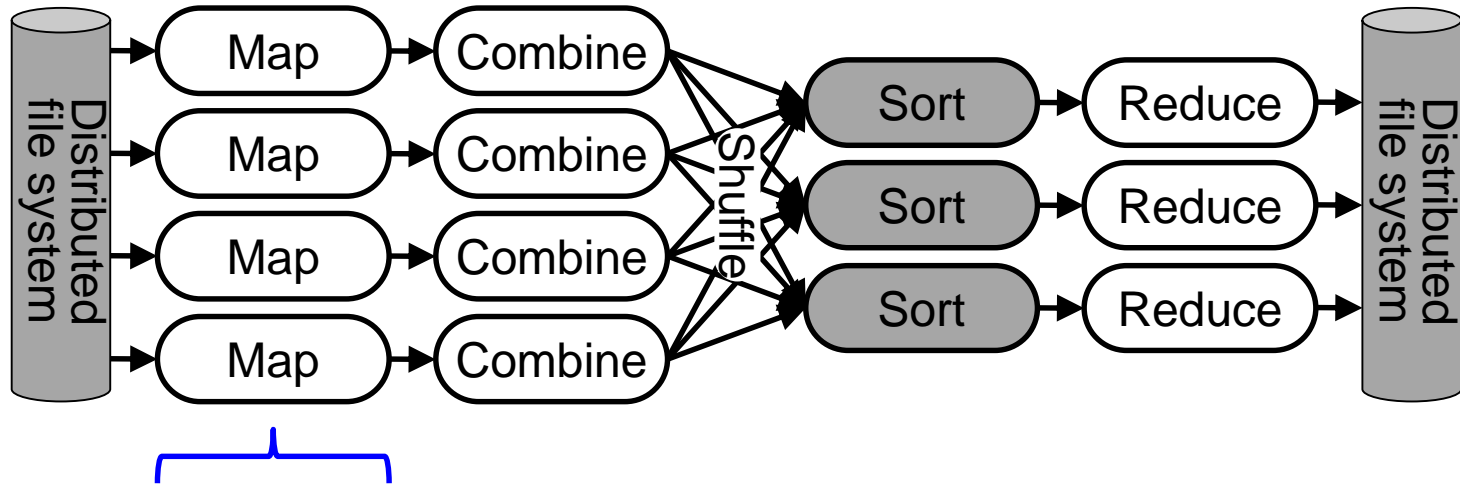 Distributed
file system
Map
Combine
Map
Combine
Map
Combine
Map
Combine
Shuffle
Sort
Reduce
Sort
Reduce
Sort
Reduce
Distributed
file system